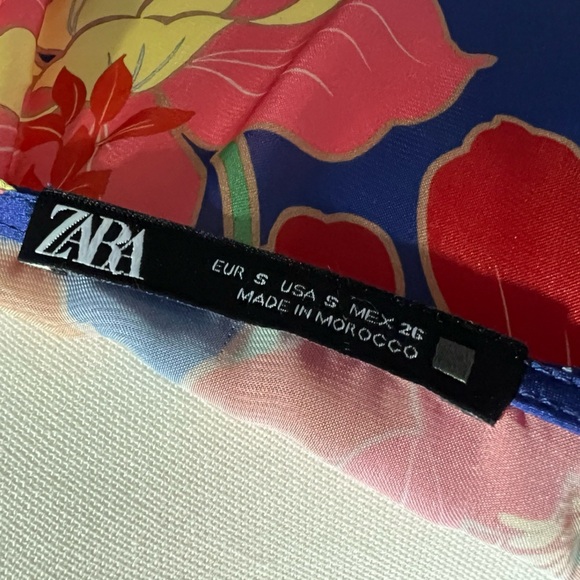 ZARA
EUR S USA S MEX 26
MADE IN MOROCCO